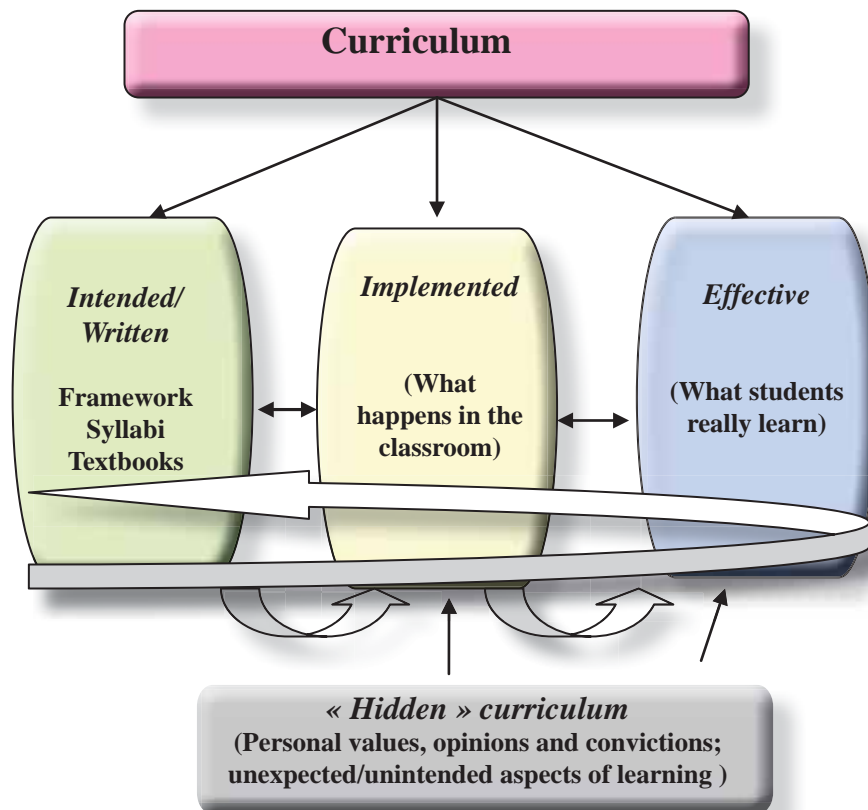 Curriculum
Intended/
Written
Framework
Syllabi
Textbooks
Implemented
(What
happens in the
classroom)
Effective
(What students
really learn)
« Hidden » curriculum
(Personal values, opinions and convictions;
unexpected/unintended aspects of learning )